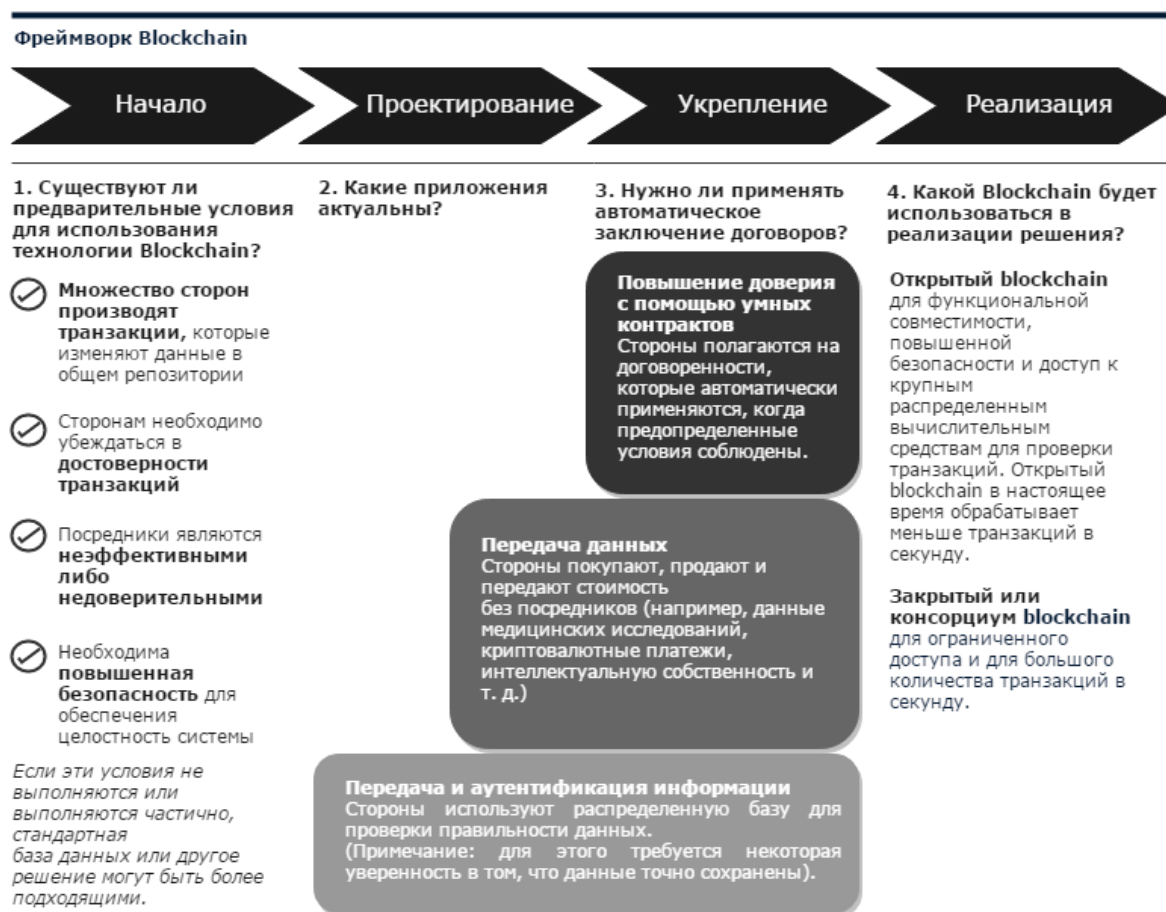 Фреймворк Blockchain
Начало
Проектирование
Укрепление
Реализация
1. Существуют ли
предварительные условия
для использования
технологии Blockchain?
Множество сторон
производят
транзакции, которые
изменяют данные в
общем репозитории
Сторонам необходимо
убеждаться в
достоверности
транзакций
Посредники являются
неэффективными
либо
недоверительными
Необходима
повышенная
безопасность для
обеспечения
целостность системы
Если эти условия не
выполняются или
выполняются частично,
стандартная
база данных или другое
решение могут быть более
подходящими.
2. Какие приложения
актуальны?
3. Нужно ли применять
автоматическое
заключение договоров?
Повышение доверия
с помощью умных
контрактов
Стороны полагаются на
договоренности,
которые автоматически
применяются, когда
предопределенные
условия соблюдены.
Передача данных
Стороны покупают, продают и
передают стоимость
без посредников (например, данные
медицинских исследований,
криптовалютные платежи,
интеллектуальную собственность и
т. д.)
Передача и аутентификация информации
Стороны используют распределенную базу для
проверки правильности данных.
(Примечание: для этого требуется некоторая
уверенность в том, что данные точно сохранены).
4. Какой Blockchain будет
использоваться в
реализации решения?
Открытый blockchain
для функциональной
совместимости,
повышенной
безопасности и доступ к
крупным
распределенным
вычислительным
средствам для проверки
транзакций. Открытый
blockchain в настоящее
время обрабатывает
меньше транзакций в
секунду.
Закрытый или
консорциум blockchain
для ограниченного
доступа и для большого
количества транзакций в
секунду.